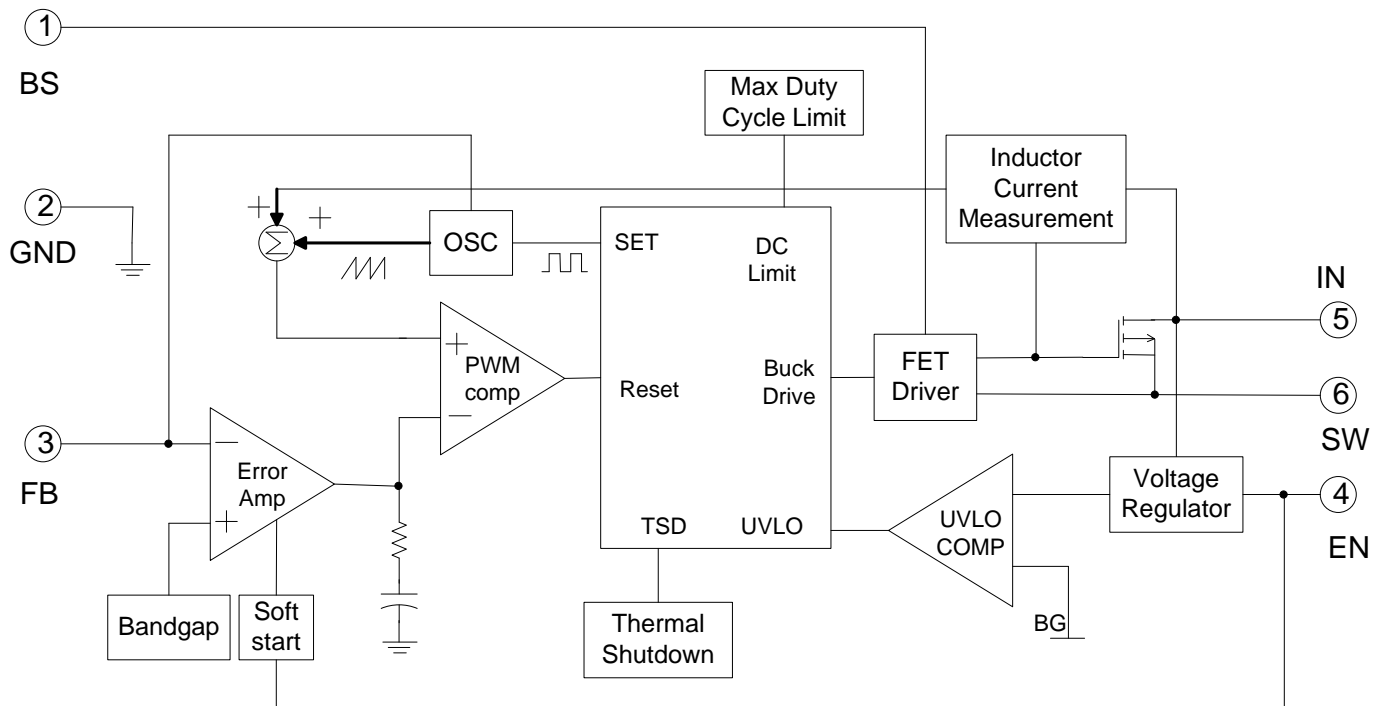 1
BS
Max Duty
Cycle Limit
Inductor
Current
Measurement
2
GND
+
+
Σ
OSC
SET
DC
Limit
IN
5
+
PWM
comp
−
Reset
Buck
Drive
FET
Driver
6
SW
3
FB
−
Error
Amp
+
Voltage
Regulator
4
EN
TSD
UVLO
UVLO
COMP
Bandgap
Soft
start
Thermal
Shutdown
BG